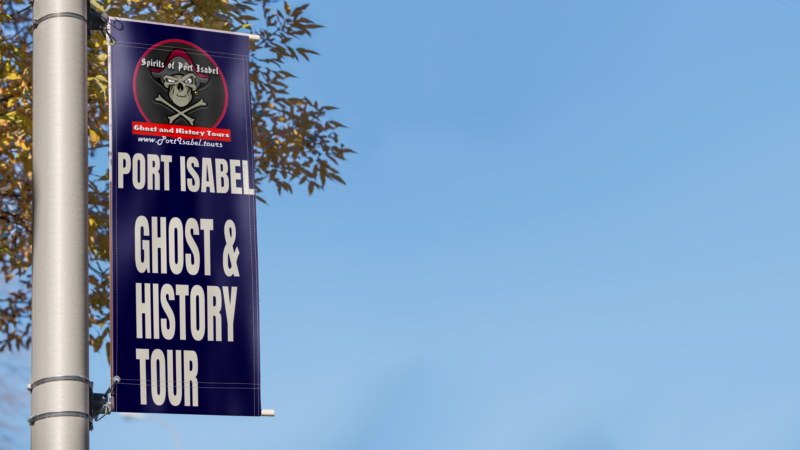 Spirits of Port Isabel
Ghost and History Tours
www.PortIsabel.tours
PORT ISABEL
GHOST &
HISTORY
TOUR